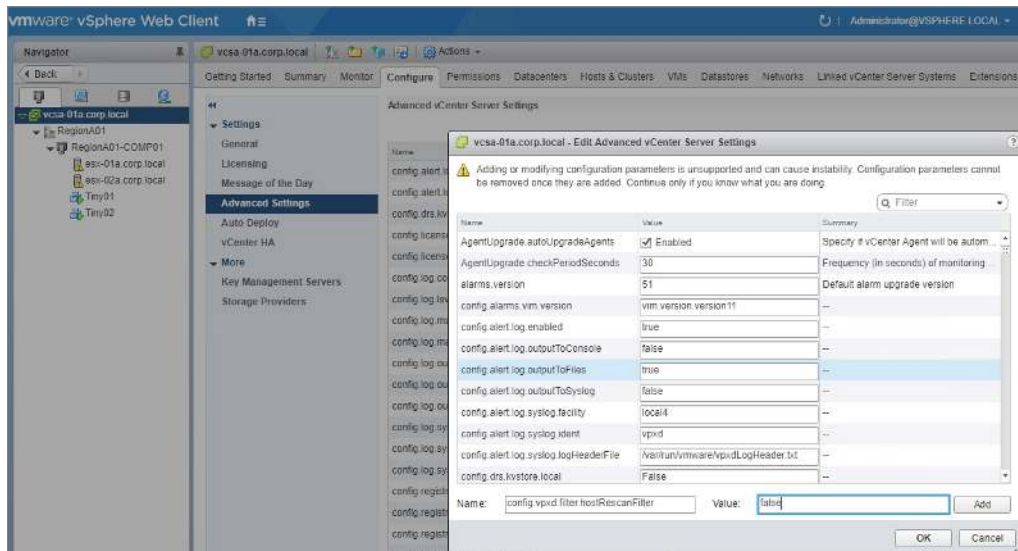 vmware® vSphere Web Client
Administrator@VSPHERE.LOCAL
Navigator
Back
vcsa-01a.corp.local
RegionA01
RegionA01-COMP01
esx-01a.corp.local
esx-02a.corp.local
Tiny01
Tiny02
vcsa-01a.corp.local
Actions
Getting Started Summary Monitor Configure Permissions Datacenters Hosts & Clusters VMs Datastores Networks Linked vCenter Server Systems Extensions
Settings
General
Licensing
Message of the Day
Advanced Settings
Auto Deploy
vCenter HA
More
Key Management Servers
Storage Providers
Advanced vCenter Server Settings
Name
vcsa-01a.corp.local - Edit Advanced vCenter Server Settings
Adding or modifying configuration parameters is unsupported and can cause instability. Configuration parameters cannot
be removed once they are added. Continue only if you know what you are doing.
Filter
Name Value Summary
AgentUpgrade.autoUpgradeAgents Enabled Specify if vCenter Agent will be autom...
AgentUpgrade.checkPeriodSeconds 30 Frequency (in seconds) of monitoring ...
alarms.version 51 Default alarm upgrade version
config.alarms.vim.version vim.version.version11 --
config.alert.log.enabled true --
config.alert.log.outputToConsole false --
config.alert.log.outputToFiles true --
config.alert.log.outputToSyslog false --
config.alert.log.syslog.facility local4 --
config.alert.log.syslog.ident vpxd --
config.alert.log.syslog.logHeaderFile /var/run/vmware/vpxdLogHeader.txt --
config.drs.kvstore.local False --
Name: config.vpxd.filter.hostRescanFilter Value: false Add
OK Cancel